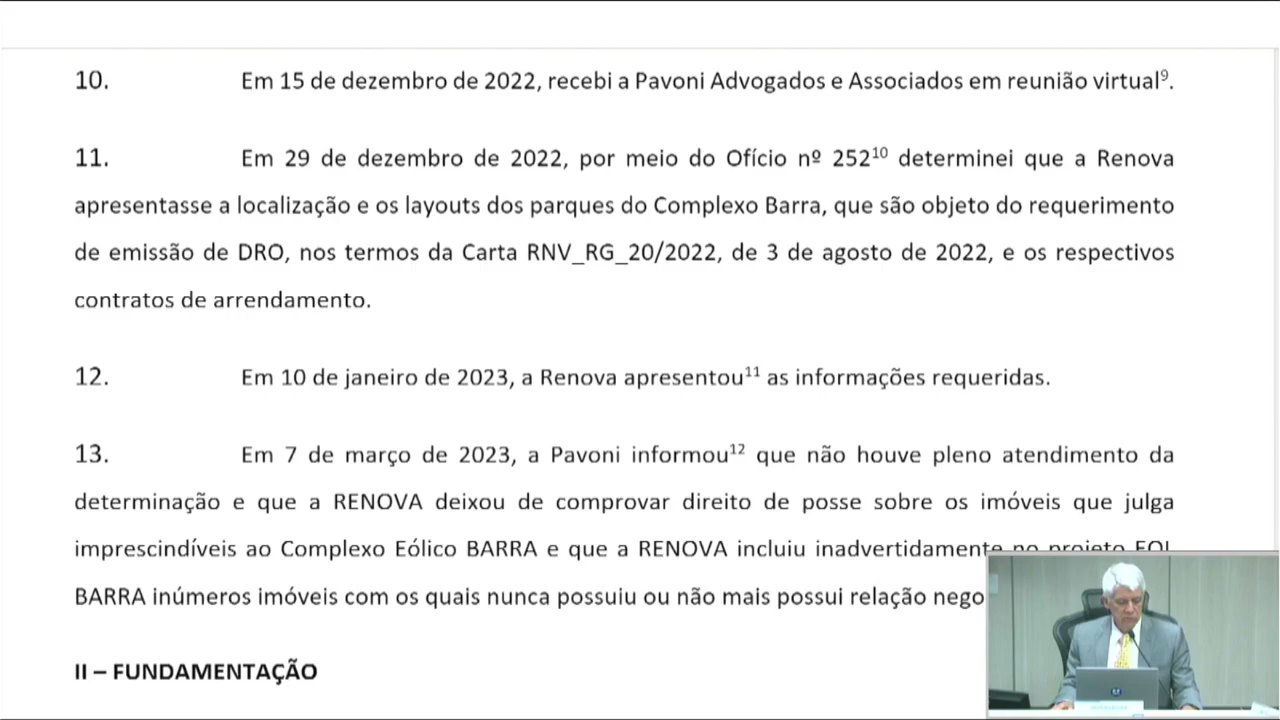 10. Em 15 de dezembro de 2022, recebi a Pavoni Advogados e Associados em reunião virtual⁹.
11. Em 29 de dezembro de 2022, por meio do Ofício nº 252¹⁰ determinei que a Renova
apresentasse a localização e os layouts dos parques do Complexo Barra, que são objeto do requerimento
de emissão de DRO, nos termos da Carta RNV_RG_20/2022, de 3 de agosto de 2022, e os respectivos
contratos de arrendamento.
12. Em 10 de janeiro de 2023, a Renova apresentou¹¹ as informações requeridas.
13. Em 7 de março de 2023, a Pavoni informou¹² que não houve pleno atendimento da
determinação e que a RENOVA deixou de comprovar direito de posse sobre os imóveis que julga
imprescindíveis ao Complexo Eólico BARRA e que a RENOVA incluiu inadvertidamente no projeto EOL
BARRA inúmeros imóveis com os quais nunca possuiu ou não mais possui relação nego
II – FUNDAMENTAÇÃO